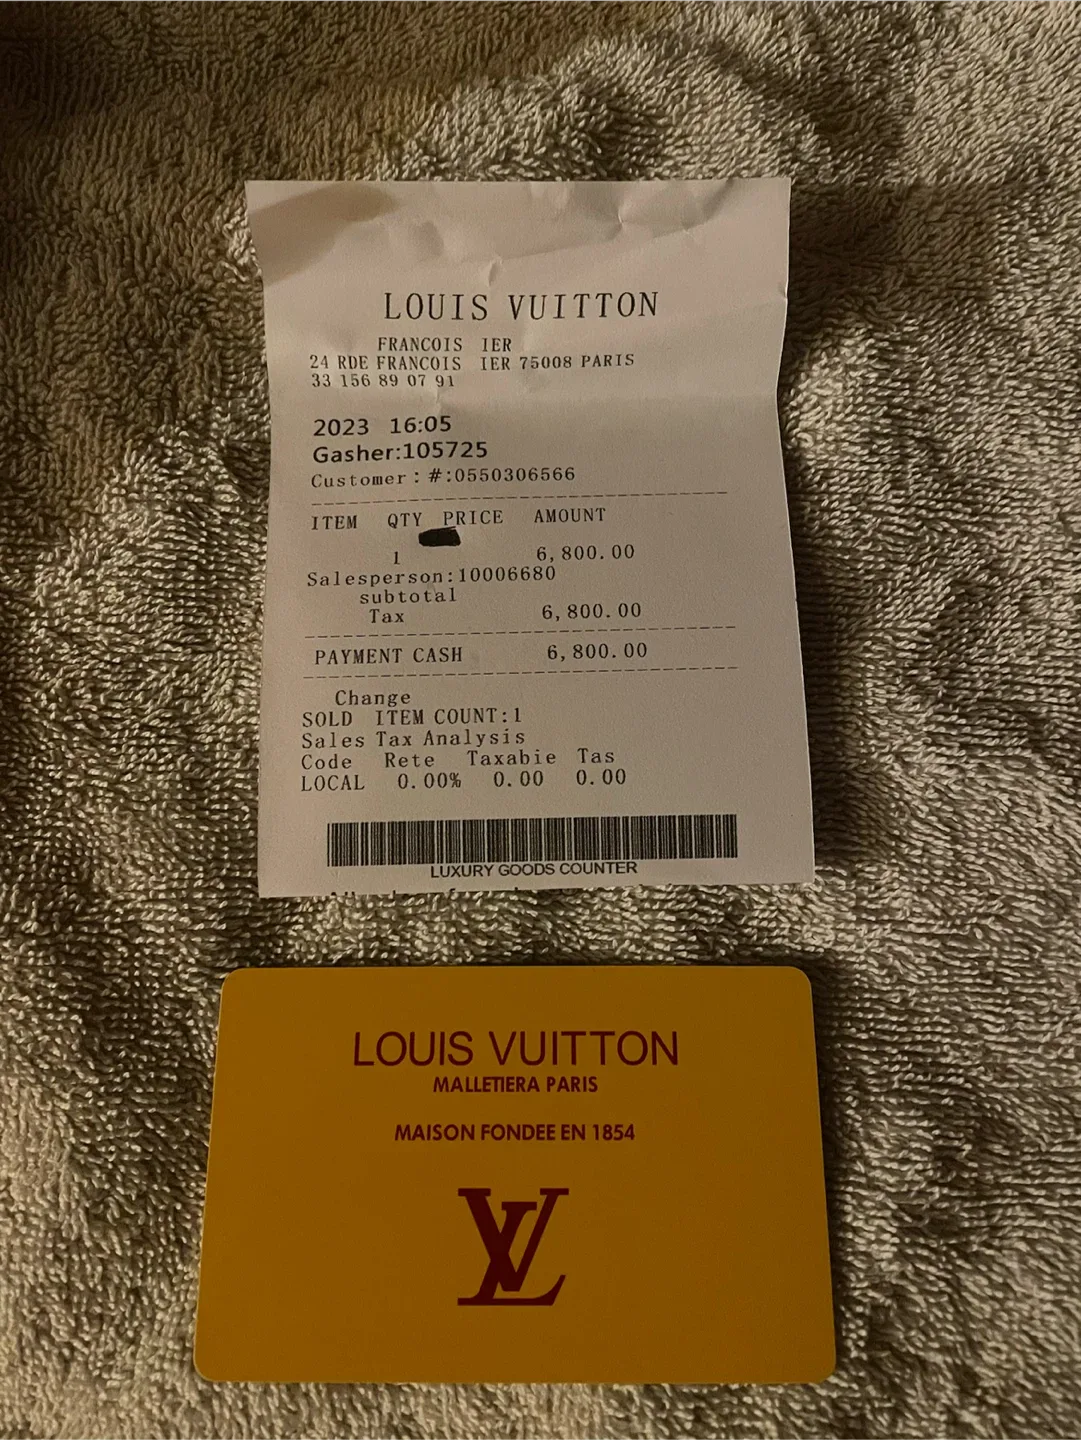 LOUIS VUITTON
FRANCOIS IER
24 RDE FRANCOIS IER 75008 PARIS
33 156 89 07 91
2023 16:05
Gasher:105725
Customer:#:0550306566
ITEM QTY PRICE AMOUNT
1 6,800.00
Salesperson:10006680
subtotal
Tax 6,800.00
PAYMENT CASH 6,800.00
Change
SOLD ITEM COUNT:1
Sales Tax Analysis
Code Rete Taxabie Tas
LOCAL 0.00% 0.00 0.00
LUXURY GOODS COUNTER
LOUIS VUITTON
MALLETIERA PARIS
MAISON FONDEE EN 1854
LV